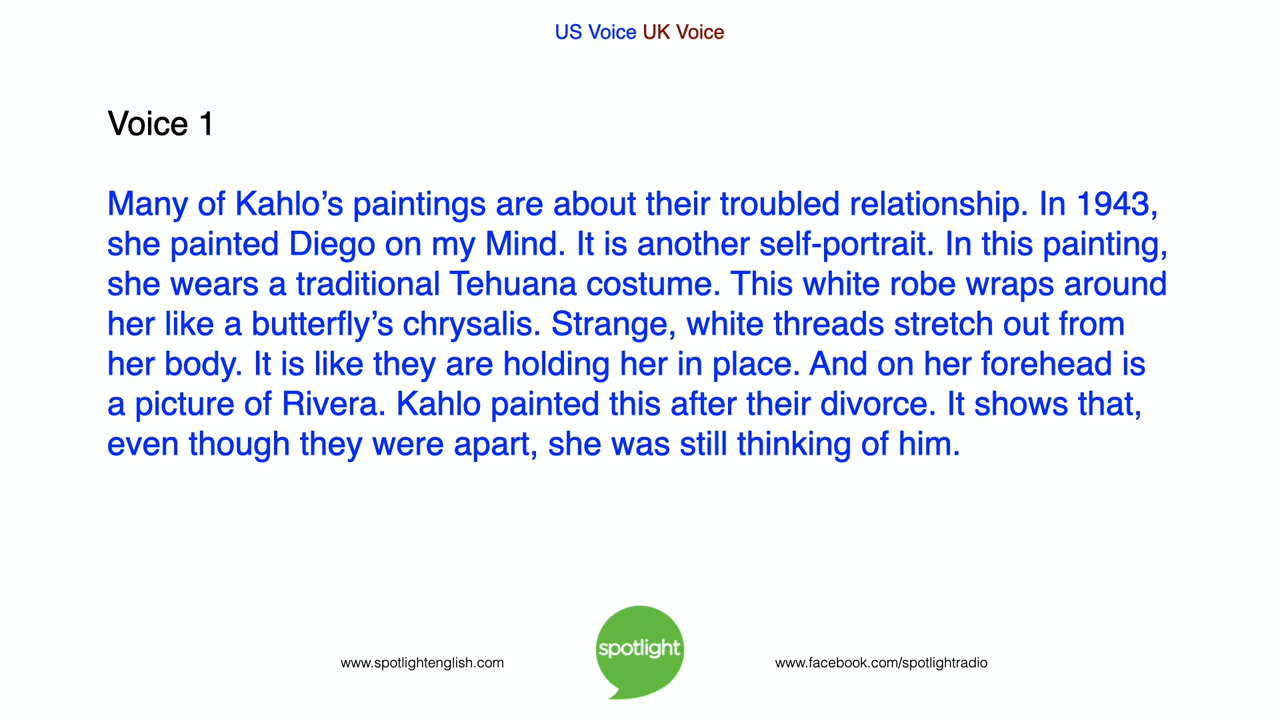 US Voice UK Voice
Voice 1
Many of Kahlo’s paintings are about their troubled relationship. In 1943,
she painted Diego on my Mind. It is another self-portrait. In this painting,
she wears a traditional Tehuana costume. This white robe wraps around
her like a butterfly’s chrysalis. Strange, white threads stretch out from
her body. It is like they are holding her in place. And on her forehead is
a picture of Rivera. Kahlo painted this after their divorce. It shows that,
even though they were apart, she was still thinking of him.
www.spotlightenglish.com
spotlight
www.facebook.com/spotlightradio